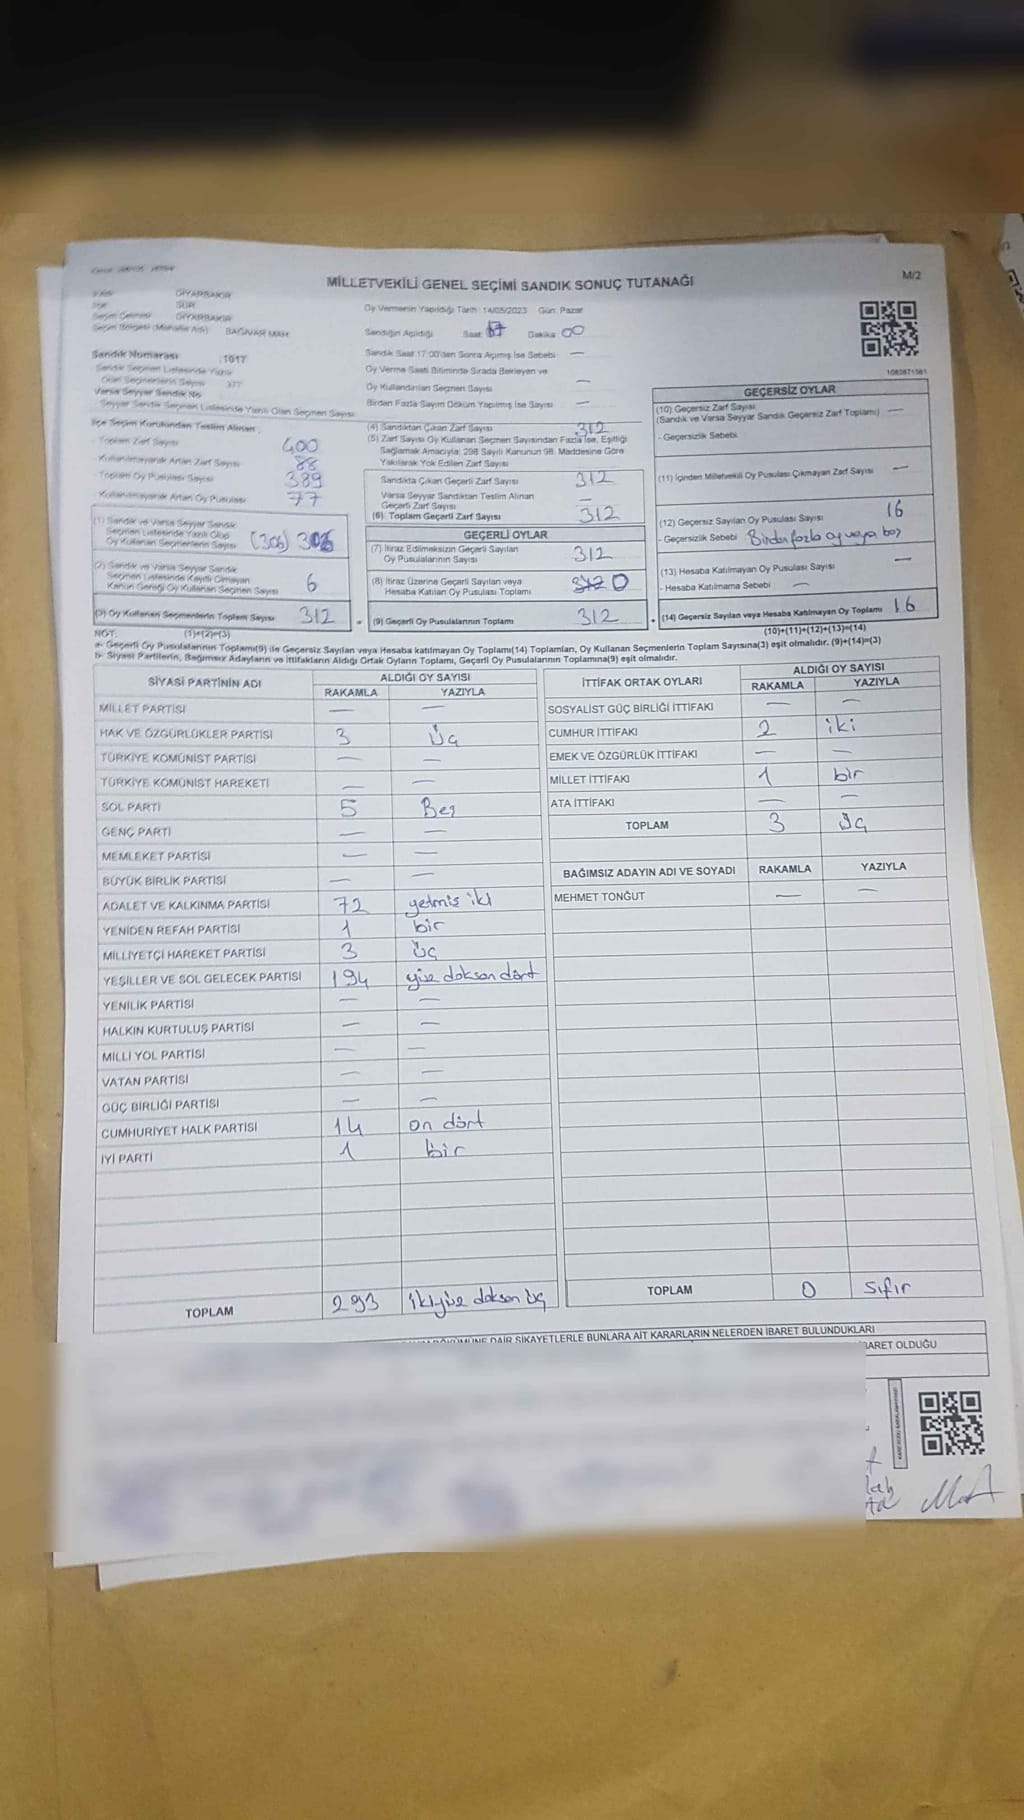 MİLLETVEKİLİ GENEL SEÇİMİ SANDIK SONUÇ TUTANAĞI
M/2
DİYARBAKIR
SUR
DİYARBAKIR
Seçim Bölgesi (Mahalle Adı) BAĞIVAR MAH.
Oy Vermenin Yapıldığı Tarih: 14/05/2023 Gün: Pazar
Sandığın Açıldığı Saat 17 Dakika 00
Sandık Saat 17:00'den Sonra Açılmış İse Sebebi —
Oy Verme Saati Bitiminde Sırada Bekleyen ve
Oy Kullandırılan Seçmen Sayısı —
Birden Fazla Sayım Döküm Yapılmış İse Sayısı —
Sandık Numarası :1017
Sandık Seçmen Listesinde Yazılı
Olan Seçmenlerin Sayısı
Varsa Seyyar Sandık No
Seyyar Sandık Seçmen Listesinde Yazılı Olan Seçmen Sayısı
İlçe Seçim Kurulundan Teslim Alınan :
- Toplam Zarf Sayısı 400
- Kullanılmayarak Artan Zarf Sayısı 88
- Toplam Oy Pusulası Sayısı 389
- Kullanılmayarak Artan Oy Pusulası 77
(1) Sandık ve Varsa Seyyar Sandık
Seçmen Listesinde Yazılı Olup
Oy Kullanan Seçmenlerin Sayısı (306) 306
(2) Sandık ve Varsa Seyyar Sandık
Seçmen Listesinde Kayıtlı Olmayan
Kanun Gereği Oy Kullanan Seçmen Sayısı 6
(3) Oy Kullanan Seçmenlerin Toplam Sayısı 312
(1)+(2)=(3)
(4) Sandıktan Çıkan Zarf Sayısı 312
(5) Zarf Sayısı Oy Kullanan Seçmen Sayısından Fazla İse, Eşitliği
Sağlamak Amacıyla; 298 Sayılı Kanunun 98. Maddesine Göre
Yakılarak Yok Edilen Zarf Sayısı
Sandıkta Çıkan Geçerli Zarf Sayısı 312
Varsa Seyyar Sandıktan Teslim Alınan
Geçerli Zarf Sayısı —
(6) Toplam Geçerli Zarf Sayısı 312
GEÇERLİ OYLAR
(7) İtiraz Edilmeksizin Geçerli Sayılan
Oy Pusulalarının Sayısı 312
(8) İtiraz Üzerine Geçerli Sayılan veya
Hesaba Katılan Oy Pusulası Toplamı 0
= (9) Geçerli Oy Pusulalarının Toplamı 312
1083871581
GEÇERSİZ OYLAR
(10) Geçersiz Zarf Sayısı
(Sandık ve Varsa Seyyar Sandık Geçersiz Zarf Toplamı) —
- Geçersizlik Sebebi
(11) İçinden Milletvekili Oy Pusulası Çıkmayan Zarf Sayısı —
(12) Geçersiz Sayılan Oy Pusulası Sayısı 16
- Geçersizlik Sebebi Birden fazla oy veya boş
(13) Hesaba Katılmayan Oy Pusulası Sayısı —
- Hesaba Katılmama Sebebi —
+ (14) Geçersiz Sayılan veya Hesaba Katılmayan Oy Toplamı 16
(10)+(11)+(12)+(13)=(14)
NOT:
a- Geçerli Oy Pusulalarının Toplamı(9) ile Geçersiz Sayılan veya Hesaba katılmayan Oy Toplamı(14) Toplamları, Oy Kullanan Seçmenlerin Toplam Sayısına(3) eşit olmalıdır. (9)+(14)=(3)
b- Siyasi Partilerin, Bağımsız Adayların ve İttifakların Aldığı Ortak Oyların Toplamı, Geçerli Oy Pusulalarının Toplamına(9) eşit olmalıdır.
SİYASİ PARTİNİN ADI ALDIĞI OY SAYISI
RAKAMLA YAZIYLA
MİLLET PARTİSİ — —
HAK VE ÖZGÜRLÜKLER PARTİSİ 3 Üç
TÜRKİYE KOMÜNİST PARTİSİ — —
TÜRKİYE KOMÜNİST HAREKETİ — —
SOL PARTİ 5 Beş
GENÇ PARTİ — —
MEMLEKET PARTİSİ — —
BÜYÜK BİRLİK PARTİSİ — —
ADALET VE KALKINMA PARTİSİ 72 yetmiş iki
YENİDEN REFAH PARTİSİ 1 bir
MİLLİYETÇİ HAREKET PARTİSİ 3 Üç
YEŞİLLER VE SOL GELECEK PARTİSİ 194 yüz doksan dört
YENİLİK PARTİSİ — —
HALKIN KURTULUŞ PARTİSİ — —
MİLLİ YOL PARTİSİ — —
VATAN PARTİSİ — —
GÜÇ BİRLİĞİ PARTİSİ — —
CUMHURİYET HALK PARTİSİ 14 on dört
İYİ PARTİ 1 bir
TOPLAM 293 ikiyüz doksan üç
İTTİFAK ORTAK OYLARI ALDIĞI OY SAYISI
RAKAMLA YAZIYLA
SOSYALİST GÜÇ BİRLİĞİ İTTİFAKI — —
CUMHUR İTTİFAKI 2 iki
EMEK VE ÖZGÜRLÜK İTTİFAKI — —
MİLLET İTTİFAKI 1 bir
ATA İTTİFAKI — —
TOPLAM 3 Üç
BAĞIMSIZ ADAYIN ADI VE SOYADI RAKAMLA YAZIYLA
MEHMET TONĞUT — —
TOPLAM 0 sıfır
DAİR ŞİKAYETLERLE BUNLARA AİT KARARLARIN NELERDEN İBARET BULUNDUKLARI
OLDUĞU